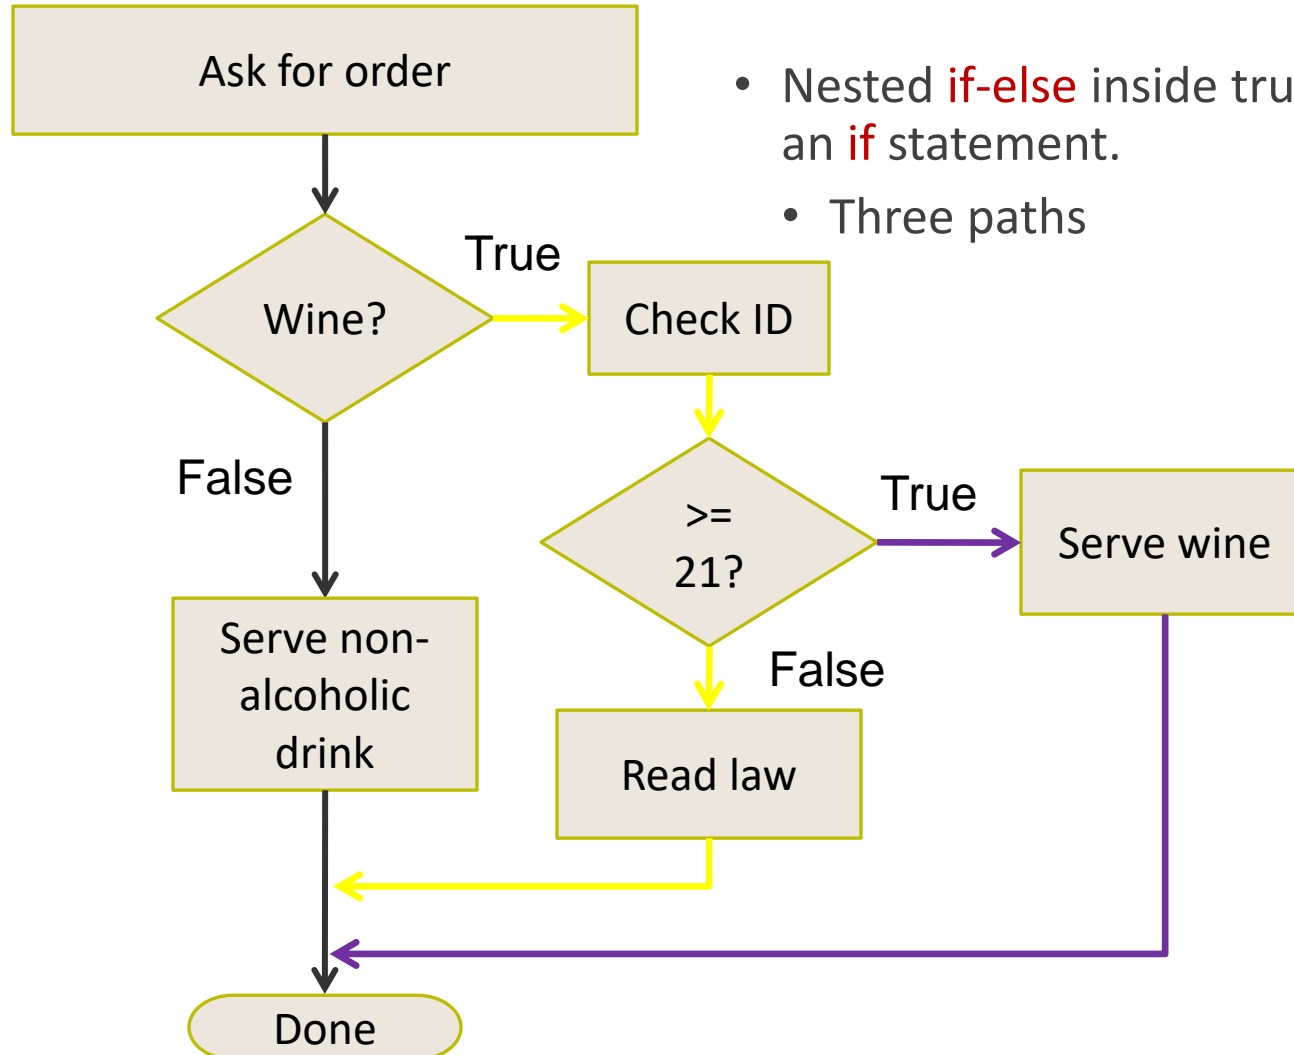 Ask for order
• Nested if-else inside tru
an if statement.
• Three paths
True
Wine?
Check ID
False
>=
21?
True
Serve wine
Serve non-
alcoholic
drink
False
Read law
Done